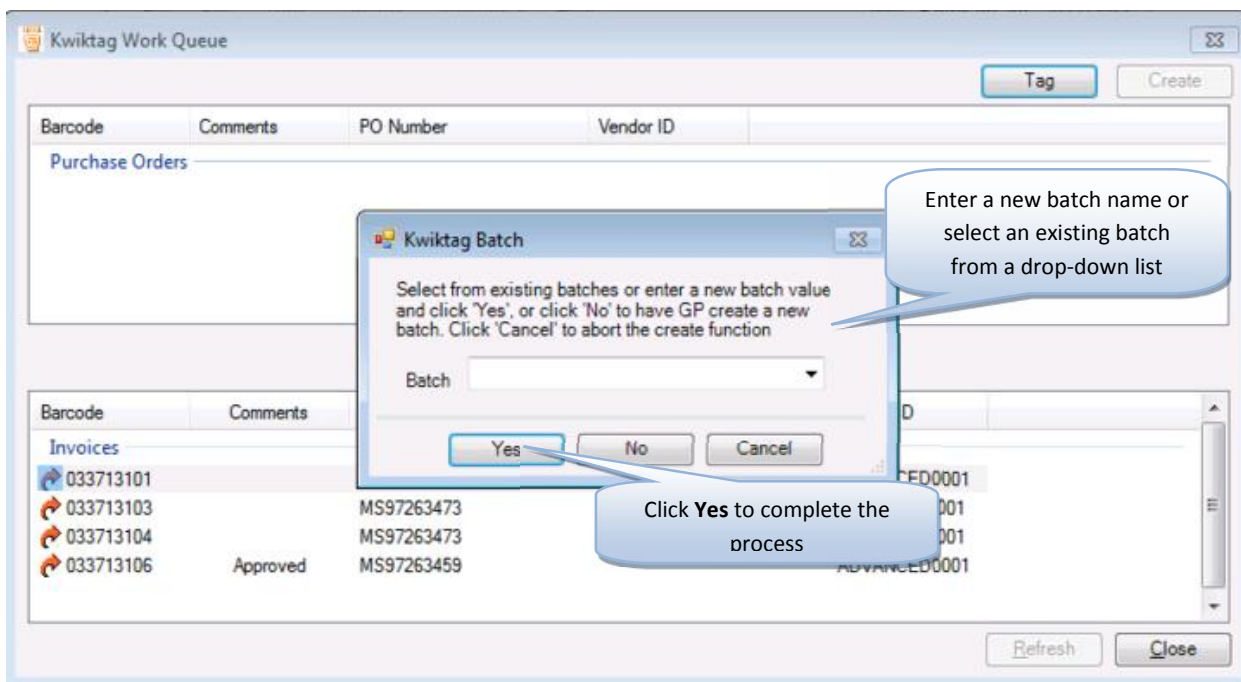 Kwiktag Work Queue
Tag Create
Barcode Comments PO Number Vendor ID
Purchase Orders
Enter a new batch name or
select an existing batch
from a drop-down list
Kwiktag Batch
Select from existing batches or enter a new batch value
and click 'Yes', or click 'No' to have GP create a new
batch. Click 'Cancel' to abort the create function
Batch
Yes No Cancel
Click Yes to complete the
process
Barcode Comments D
Invoices
033713101 CED0001
033713103 MS97263473 001
033713104 MS97263473 001
033713106 Approved MS97263459 ADVANCED0001
Refresh Close